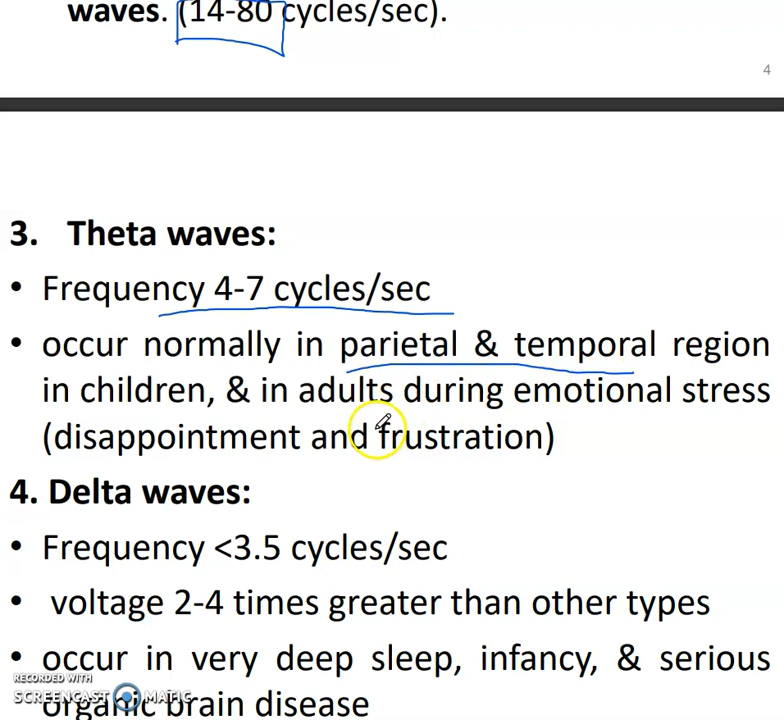 waves. (14-80 cycles/sec).
4
3. Theta waves:
• Frequency 4-7 cycles/sec
• occur normally in parietal & temporal region
in children, & in adults during emotional stress
(disappointment and frustration)
4. Delta waves:
• Frequency <3.5 cycles/sec
• voltage 2-4 times greater than other types
• occur in very deep sleep, infancy, & serious
RECORDED WITH
SCREENCAST MATIC
organic brain disease